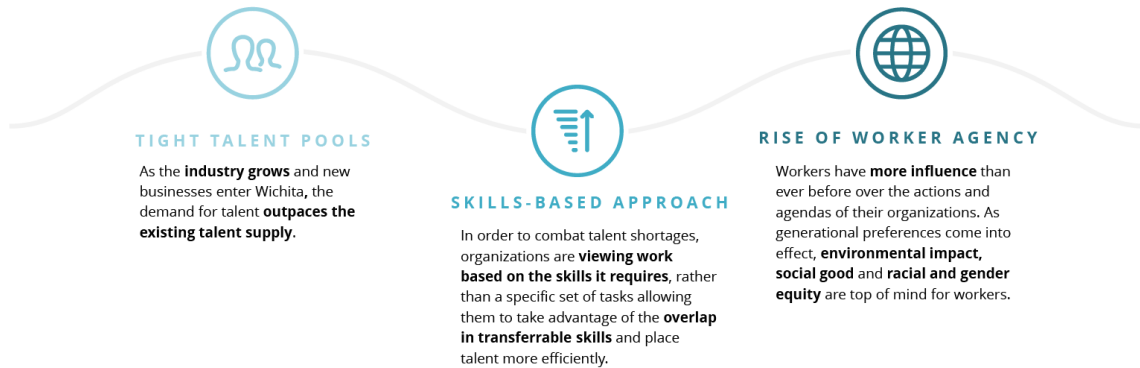 TIGHT TALENT POOLS
As the industry grows and new
businesses enter Wichita, the
demand for talent outpaces the
existing talent supply.
SKILLS-BASED APPROACH
In order to combat talent shortages,
organizations are viewing work
based on the skills it requires, rather
than a specific set of tasks allowing
them to take advantage of the overlap
in transferrable skills and place
talent more efficiently.
RISE OF WORKER AGENCY
Workers have more influence than
ever before over the actions and
agendas of their organizations. As
generational preferences come into
effect, environmental impact,
social good and racial and gender
equity are top of mind for workers.